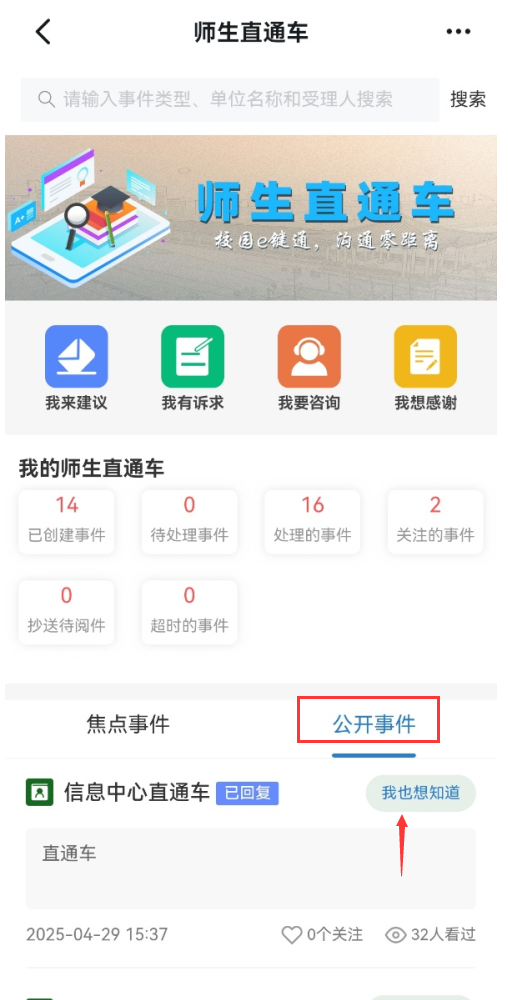 师生直通车
请输入事件类型、单位名称和受理人搜索 搜索
A+
师生直通车
校园e键通，沟通零距离
我来建议 我有诉求 我要咨询 我想感谢
我的师生直通车
14 0 16 2
已创建事件 待处理事件 处理的事件 关注的事件
0 0
抄送待阅件 超时的事件
焦点事件 公开事件
信息中心直通车 已回复 我也想知道
直通车
2025-04-29 15:37 0个关注 32人看过